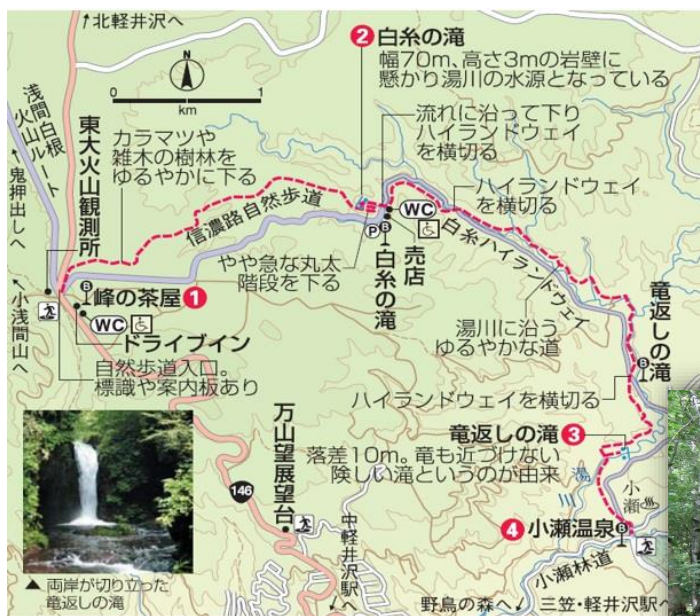 ↑北軽井沢へ
浅間白根
火山ルート
↑鬼押出しへ
東大火山観測所
↑小浅間山へ
N
0 1
km
2 白糸の滝
幅70m、高さ3mの岩壁に
懸かり湯川の水源となっている
カラマツや
雑木の樹林を
ゆるやかに下る
流れに沿って下り
ハイランドウェイ
を横切る
ハイランドウェイ
を横切る
信濃路自然歩道
WC
P
B
売店
白糸の滝
白糸ハイランドウェイ
やや急な丸太
階段を下る
竜返しの滝
B
B
峰の茶屋 1
WC
ドライブイン
自然歩道入口。
標識や案内板あり
湯川に沿う
ゆるやかな道
ハイランドウェイを横切る
竜返しの滝 3
落差10m。竜も近づけない
険しい滝というのが由来
万山望展望台
146
中軽井沢駅へ↓
湯川
小瀬
4 小瀬温泉
B
小瀬林道
野鳥の森へ↙
三笠・軽井沢駅へ↓
▲ 両岸が切り立った
竜返しの滝